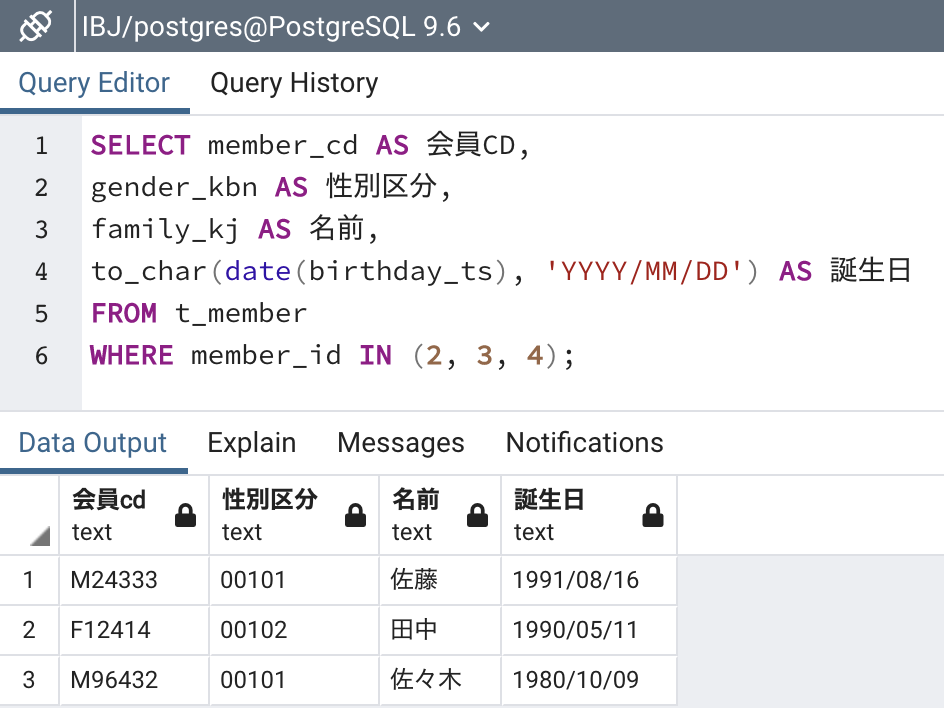 IBJ/postgres@PostgreSQL 9.6
Query Editor Query History
1 SELECT member_cd AS 会員CD,
2 gender_kbn AS 性別区分,
3 family_kj AS 名前,
4 to_char(date(birthday_ts), 'YYYY/MM/DD') AS 誕生日
5 FROM t_member
6 WHERE member_id IN (2, 3, 4);
Data Output Explain Messages Notifications
会員cd 性別区分 名前 誕生日
text text text text
1 M24333 00101 佐藤 1991/08/16
2 F12414 00102 田中 1990/05/11
3 M96432 00101 佐々木 1980/10/09